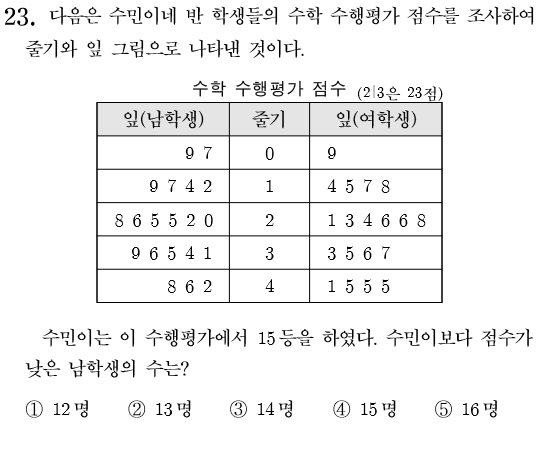 23. 다음은 수민이네 반 학생들의 수학 수행평가 점수를 조사하여
줄기와 잎 그림으로 나타낸 것이다.
수학 수행평가 점수 (2|3은 23점)
잎(남학생) 줄기 잎(여학생)
9 7 0 9
9 7 4 2 1 4 5 7 8
8 6 5 5 2 0 2 1 3 4 6 6 8
9 6 5 4 1 3 3 5 6 7
8 6 2 4 1 5 5 5
수민이는 이 수행평가에서 15등을 하였다. 수민이보다 점수가
낮은 남학생의 수는?
① 12명 ② 13명 ③ 14명 ④ 15명 ⑤ 16명